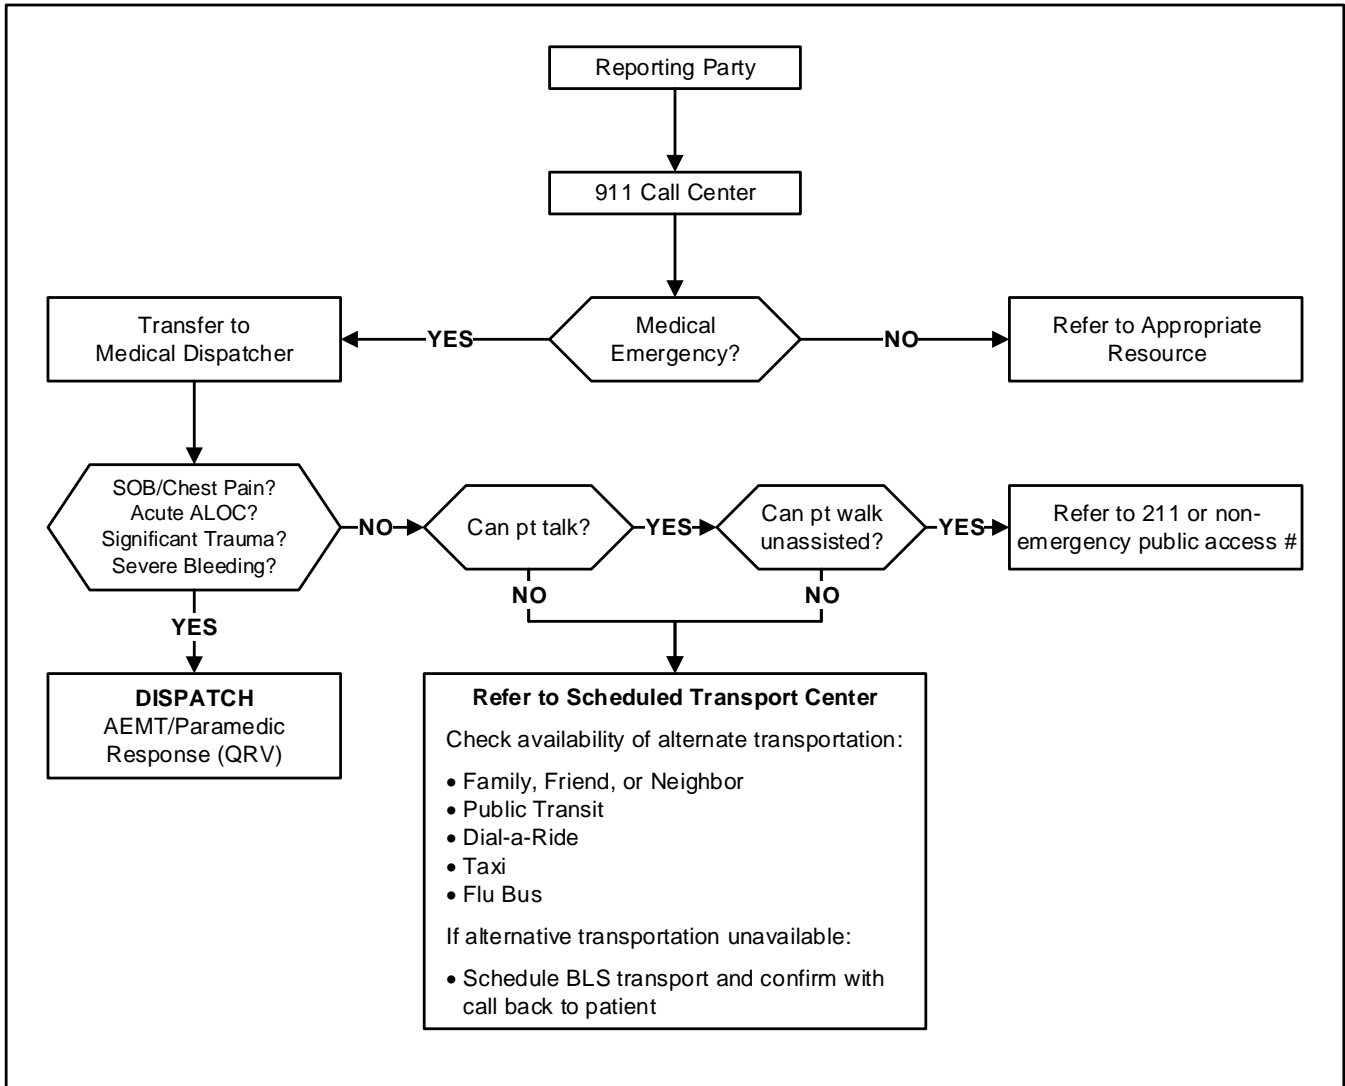 Reporting Party
911 Call Center
Medical
Emergency?
YES
NO
Transfer to
Medical Dispatcher
Refer to Appropriate
Resource
SOB/Chest Pain?
Acute ALOC?
Significant Trauma?
Severe Bleeding?
NO
Can pt talk?
YES
Can pt walk
unassisted?
YES
Refer to 211 or non-
emergency public access #
YES
NO
NO
DISPATCH
AEMT/Paramedic
Response (QRV)
Refer to Scheduled Transport Center
Check availability of alternate transportation:
• Family, Friend, or Neighbor
• Public Transit
• Dial-a-Ride
• Taxi
• Flu Bus
If alternative transportation unavailable:
• Schedule BLS transport and confirm with
call back to patient